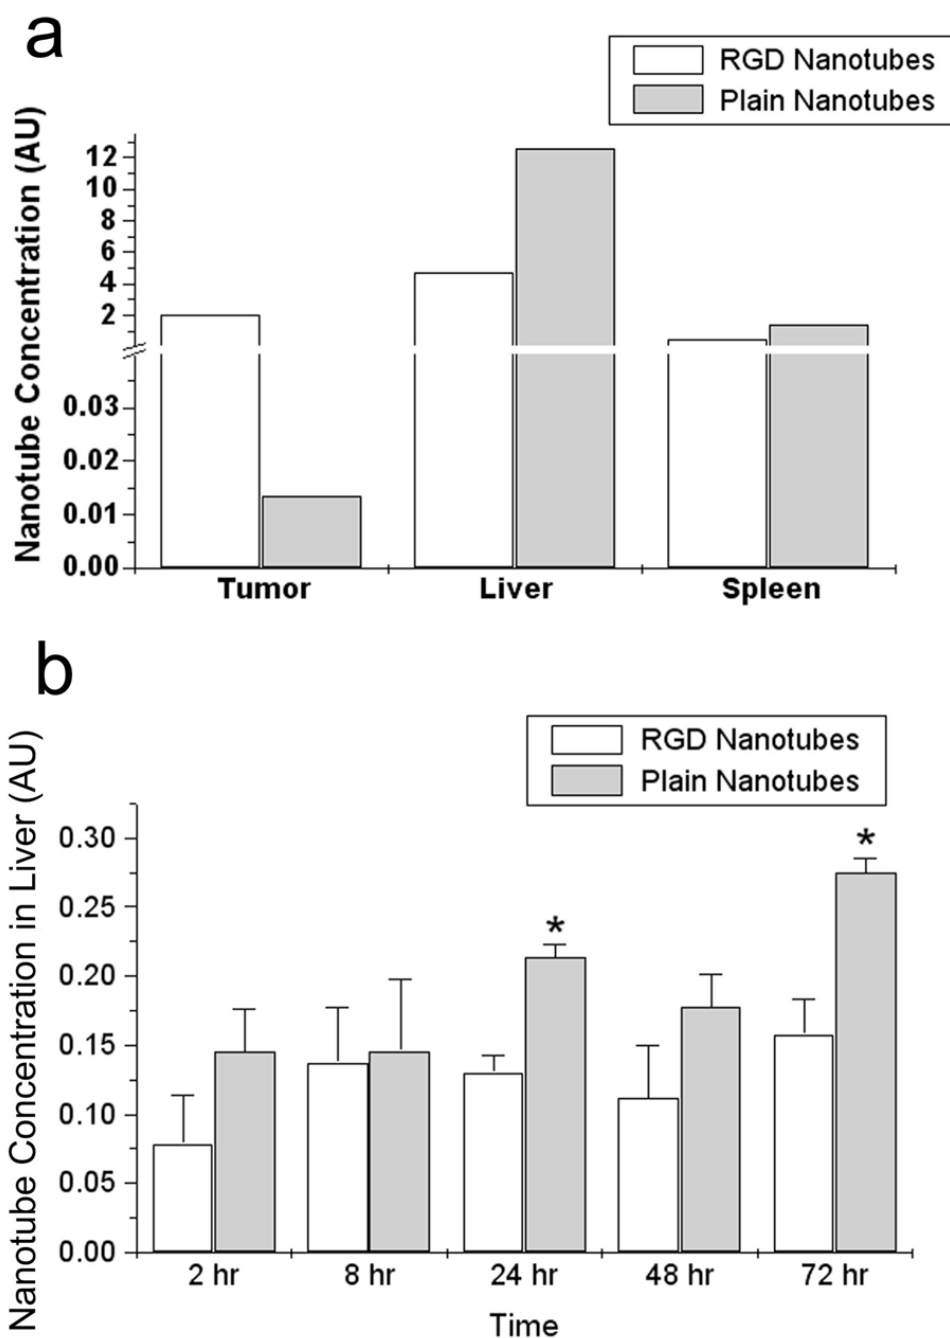 a
RGD Nanotubes
Plain Nanotubes
Nanotube Concentration (AU)
12
10
8
6
4
2
0.03
0.02
0.01
0.00
Tumor Liver Spleen
b
RGD Nanotubes
Plain Nanotubes
Nanotube Concentration in Liver (AU)
0.30
0.25
0.20
0.15
0.10
0.05
0.00
*
*
2 hr 8 hr 24 hr 48 hr 72 hr
Time